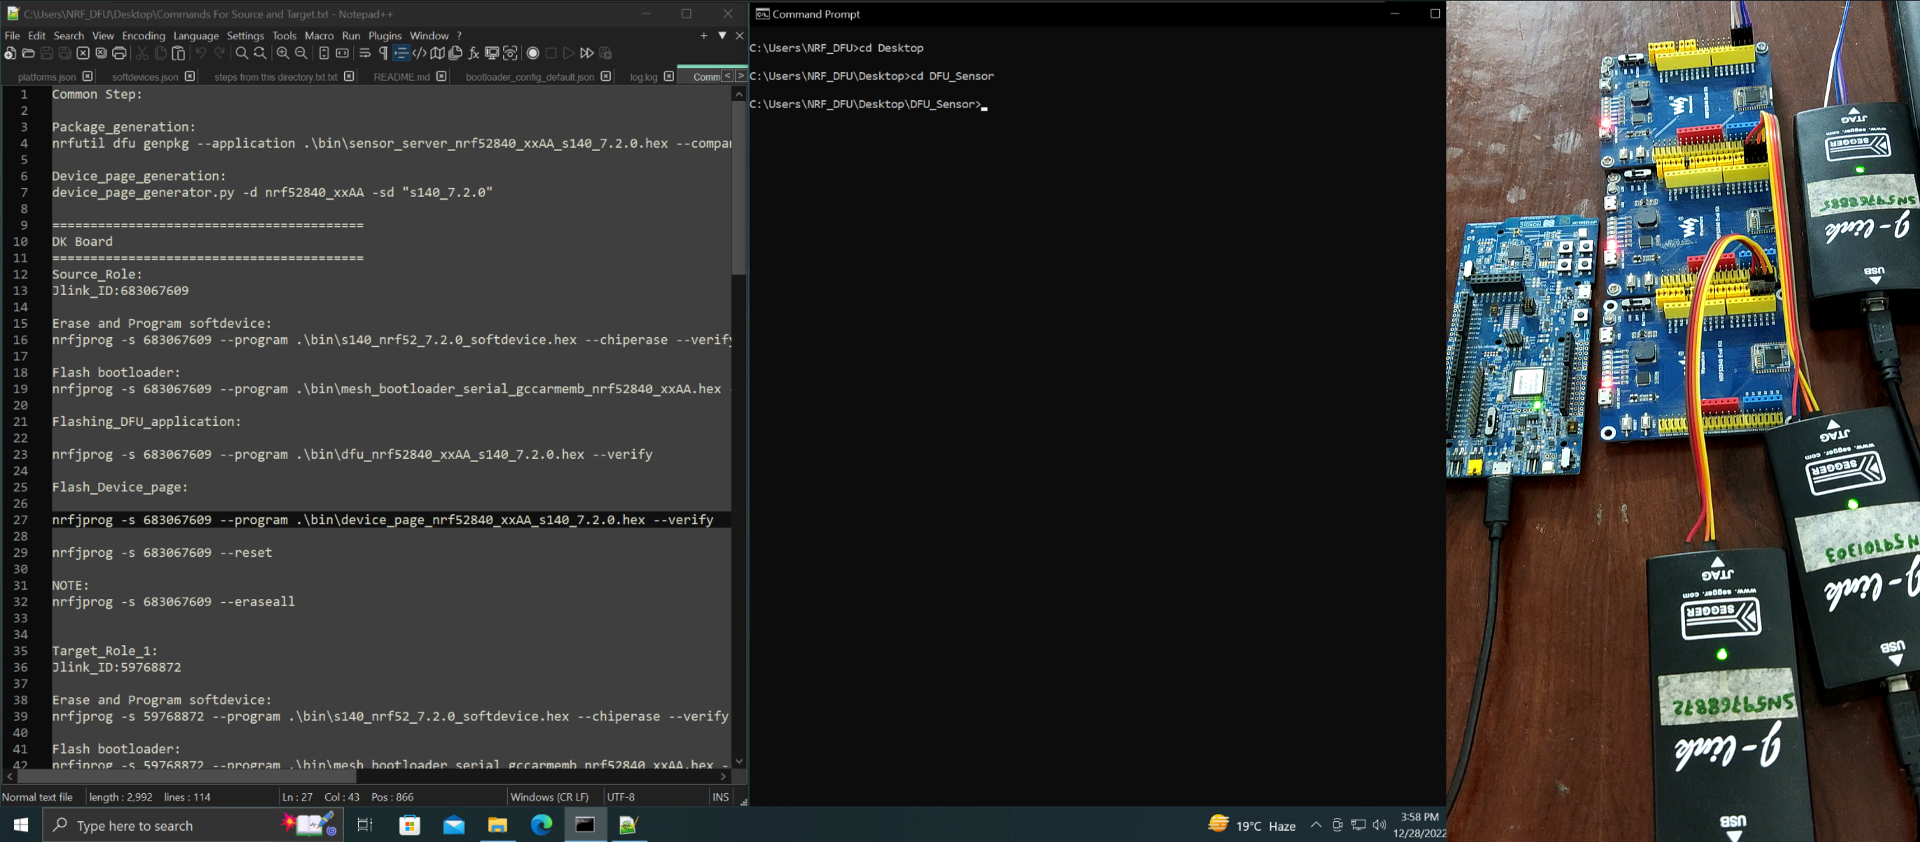 C:\Users\NRF_DFU\Desktop\Commands For Source and Target.txt - Notepad++
File Edit Search View Encoding Language Settings Tools Macro Run Plugins Window ?
platforms.json softdevices.json steps from this directory.txt.txt README.md bootloader_config_default.json log.log Comm
1 Common Step:
2
3 Package_generation:
4 nrfutil dfu genpkg --application .\bin\sensor_server_nrf52840_xxAA_s140_7.2.0.hex --compan
5
6 Device_page_generation:
7 device_page_generator.py -d nrf52840_xxAA -sd "s140_7.2.0"
8
9 =========================================
10 DK Board
11 =========================================
12 Source_Role:
13 Jlink_ID:683067609
14
15 Erase and Program softdevice:
16 nrfjprog -s 683067609 --program .\bin\s140_nrf52_7.2.0_softdevice.hex --chiperase --verify
17
18 Flash bootloader:
19 nrfjprog -s 683067609 --program .\bin\mesh_bootloader_serial_gccarmemb_nrf52840_xxAA.hex -
20
21 Flashing_DFU_application:
22
23 nrfjprog -s 683067609 --program .\bin\dfu_nrf52840_xxAA_s140_7.2.0.hex --verify
24
25 Flash_Device_page:
26
27 nrfjprog -s 683067609 --program .\bin\device_page_nrf52840_xxAA_s140_7.2.0.hex --verify
28
29 nrfjprog -s 683067609 --reset
30
31 NOTE:
32 nrfjprog -s 683067609 --eraseall
33
34
35 Target_Role_1:
36 Jlink_ID:59768872
37
38 Erase and Program softdevice:
39 nrfjprog -s 59768872 --program .\bin\s140_nrf52_7.2.0_softdevice.hex --chiperase --verify
40
41 Flash bootloader:
42 nrfjprog -s 59768872 --program .\bin\mesh_bootloader_serial_gccarmemb_nrf52840_xxAA.hex -
Normal text file length : 2,992 lines : 114 Ln : 27 Col : 43 Pos : 866 Windows (CR LF) UTF-8 INS
Type here to search
19°C Haze
3:58 PM
12/28/2022
Command Prompt
C:\Users\NRF_DFU>cd Desktop
C:\Users\NRF_DFU\Desktop>cd DFU_Sensor
C:\Users\NRF_DFU\Desktop\DFU_Sensor>
JTAG
www.segger.com
SEGGER
SN59768885
J-link
USB
JTAG
www.segger.com
SEGGER
SN59701303
J-link
USB
JTAG
www.segger.com
SEGGER
SN59768872
J-link
USB